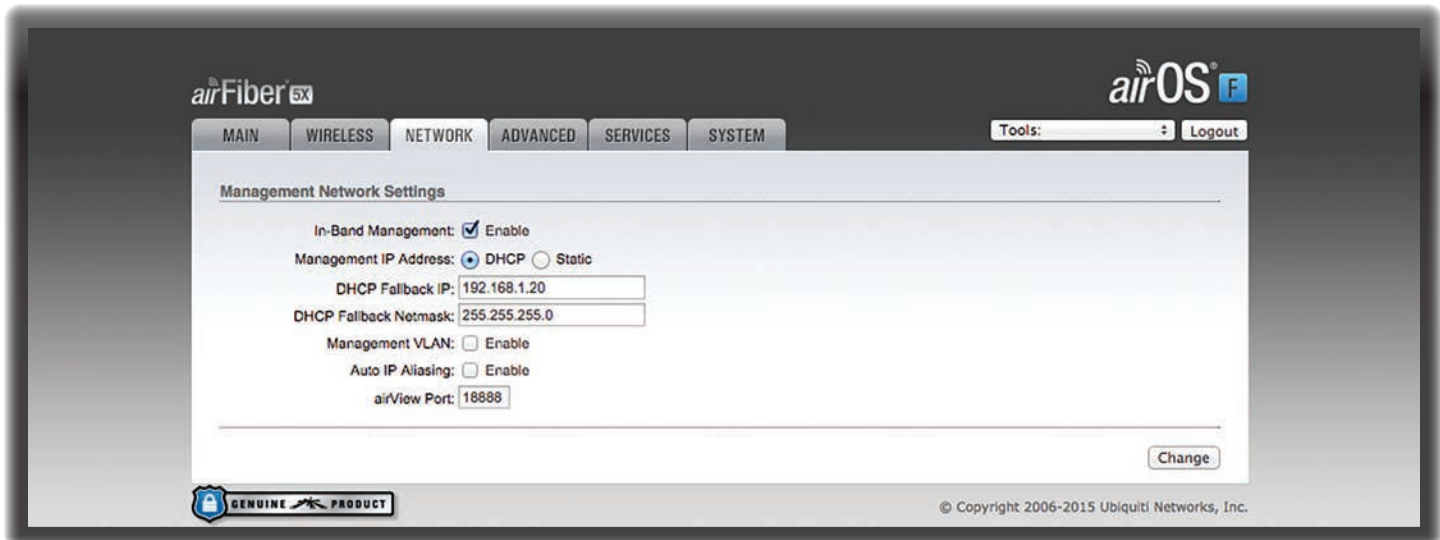 airFiber® 5X
airOS® F
MAIN WIRELESS NETWORK ADVANCED SERVICES SYSTEM Tools: Logout
Management Network Settings
In-Band Management: Enable
Management IP Address: DHCP Static
DHCP Fallback IP: 192.168.1.20
DHCP Fallback Netmask: 255.255.255.0
Management VLAN: Enable
Auto IP Aliasing: Enable
airView Port: 18888
Change
GENUINE PRODUCT
© Copyright 2006-2015 Ubiquiti Networks, Inc.